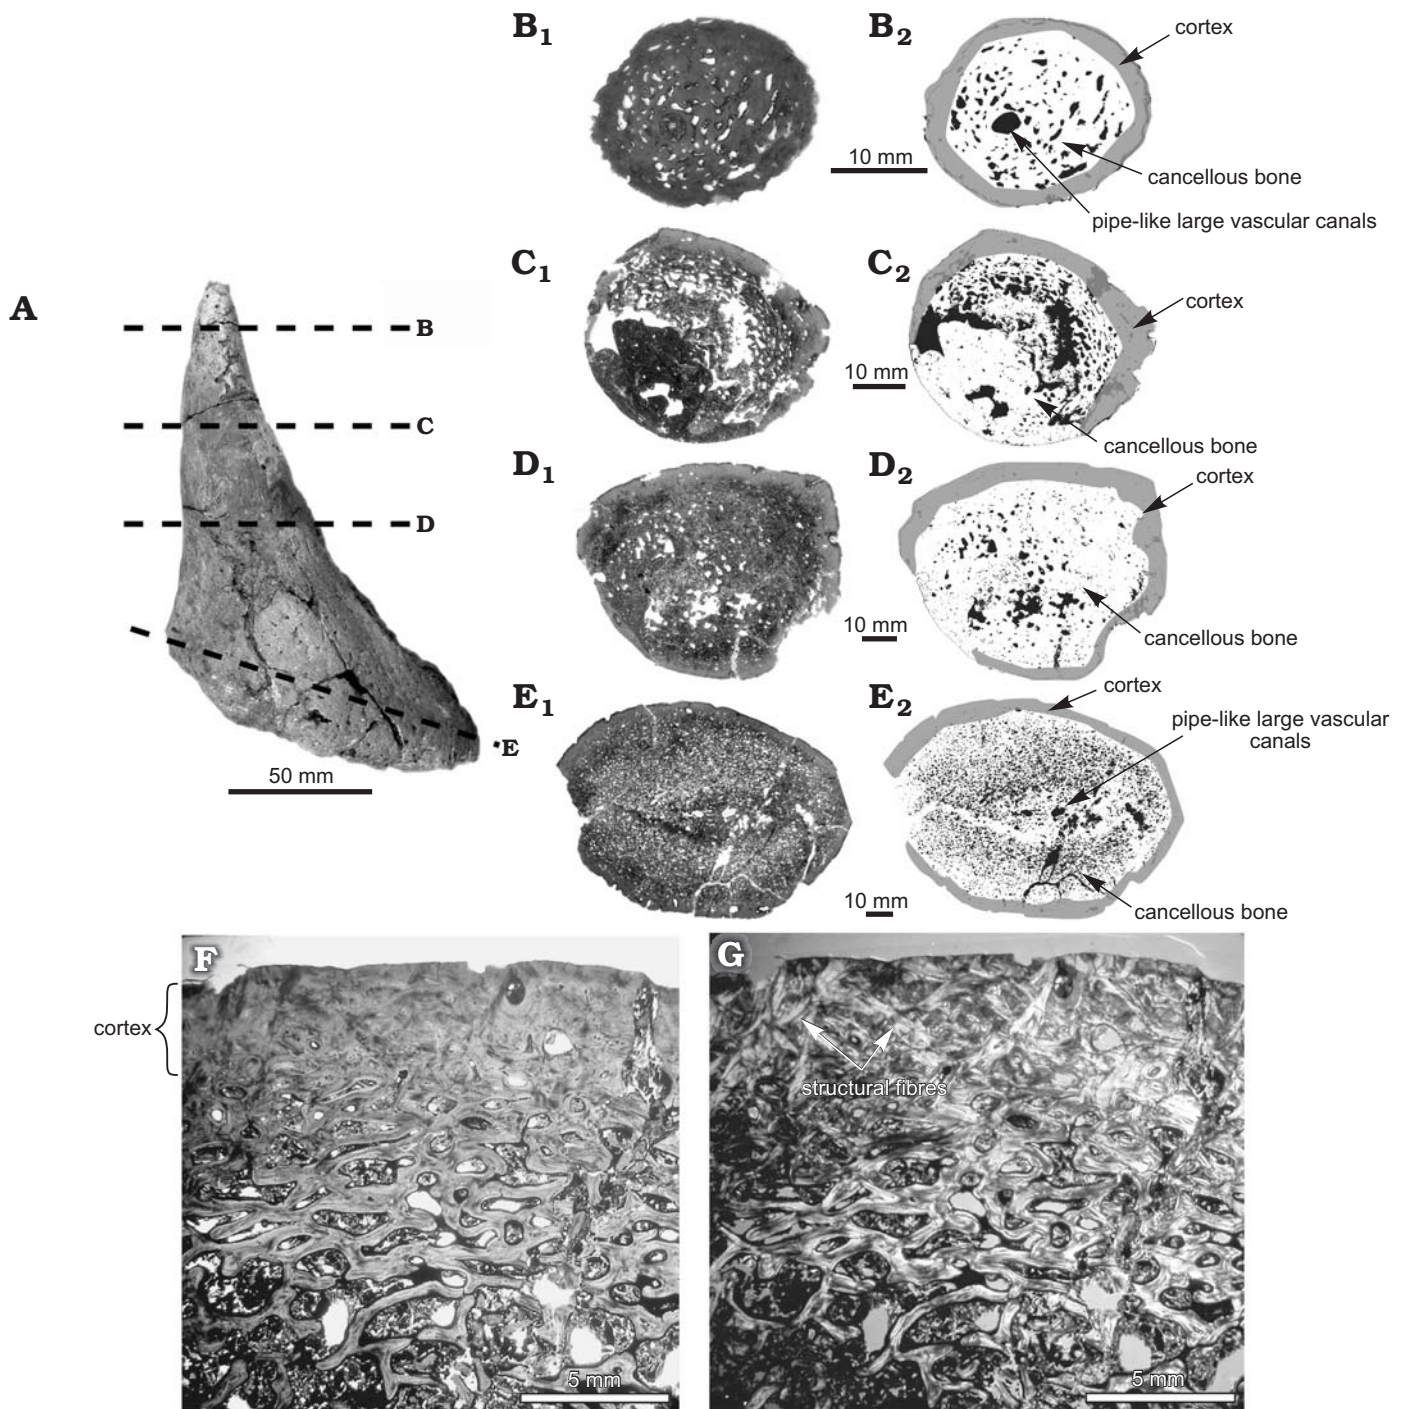 A
B
C
D
E
50 mm
B1
B2
cortex
10 mm
cancellous bone
pipe-like large vascular canals
C1
C2
cortex
10 mm
cancellous bone
D1
D2
cortex
10 mm
cancellous bone
E1
E2
cortex
pipe-like large vascular
canals
10 mm
cancellous bone
F
cortex
5 mm
G
structural fibres
5 mm